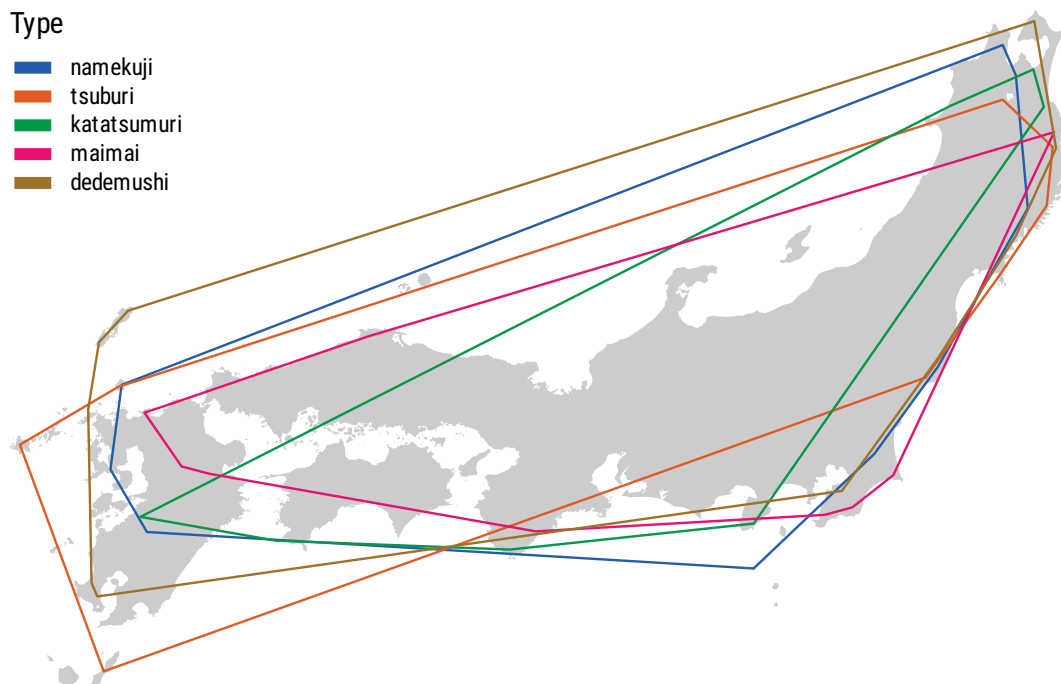 Type
namekuji
tsuburi
katatsumuri
maimai
dedemushi